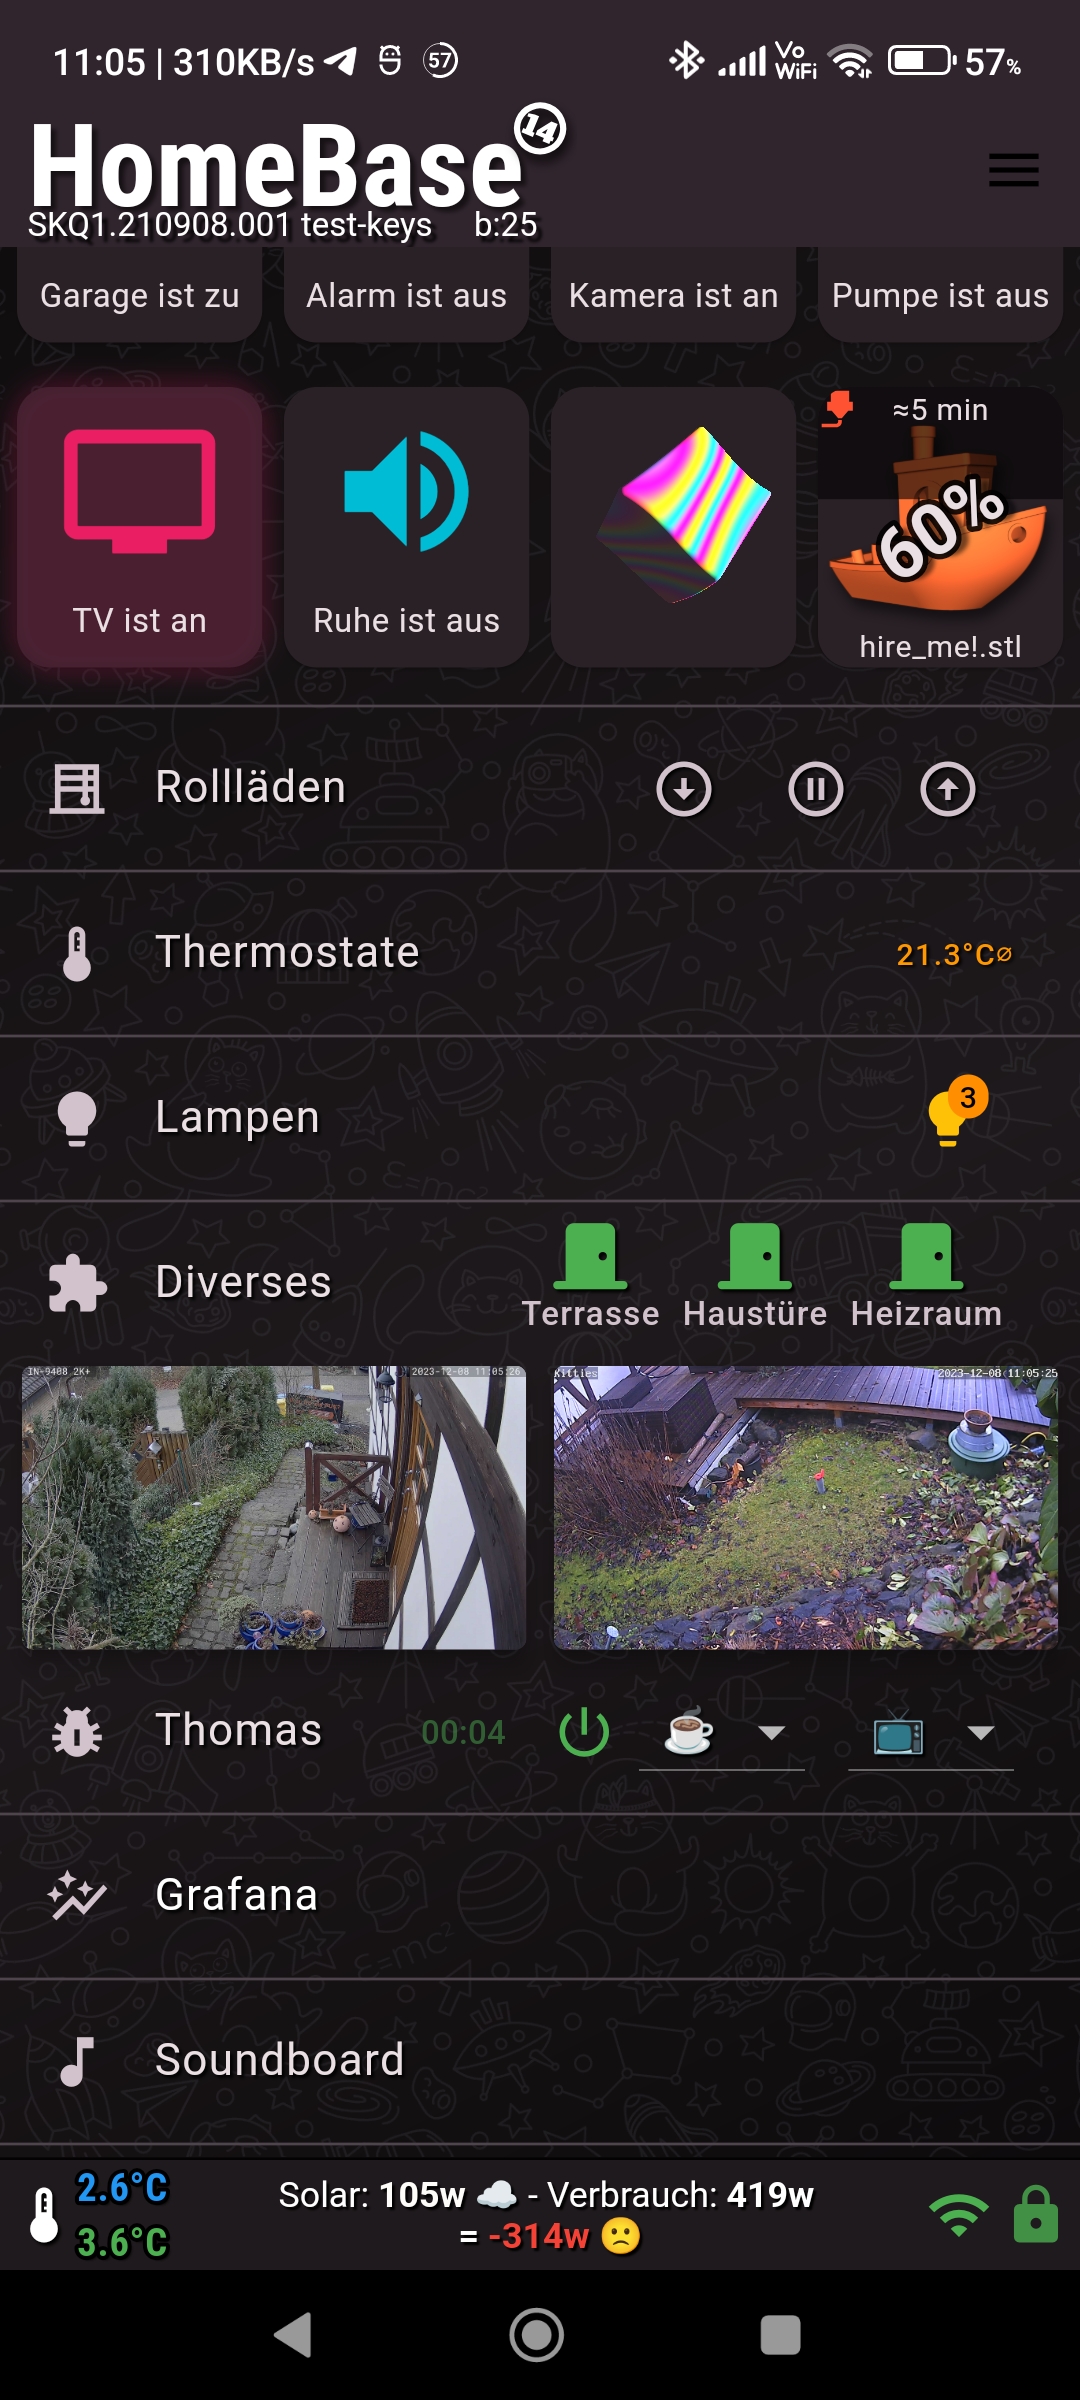 11:05 | 310KB/s 57 Vo WiFi 57%
HomeBase 14
SKQ1.210908.001 test-keys b:25
Garage ist zu Alarm ist aus Kamera ist an Pumpe ist aus
≈5 min
60%
TV ist an Ruhe ist aus
hire_me!.stl
Rollläden
Thermostate 21.3°C⌀
Lampen 3
Diverses
Terrasse Haustüre Heizraum
IN-9408 2K+ 2023-12-08 11:05:26 Kitties 2023-12-08 11:05:25
Thomas 00:04
Grafana
Soundboard
2.6°C
Solar: 105w ☁️ - Verbrauch: 419w
= -314w 🙁
3.6°C